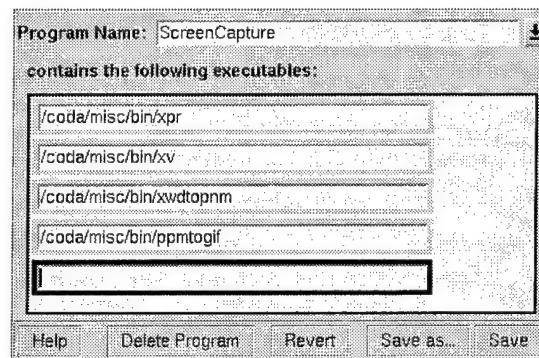 Program Name: ScreenCapture
contains the following executables:
/coda/misc/bin/xpr
/coda/misc/bin/xv
/coda/misc/bin/xwdtopnm
/coda/misc/bin/ppmtogif
Help Delete Program Revert Save as... Save